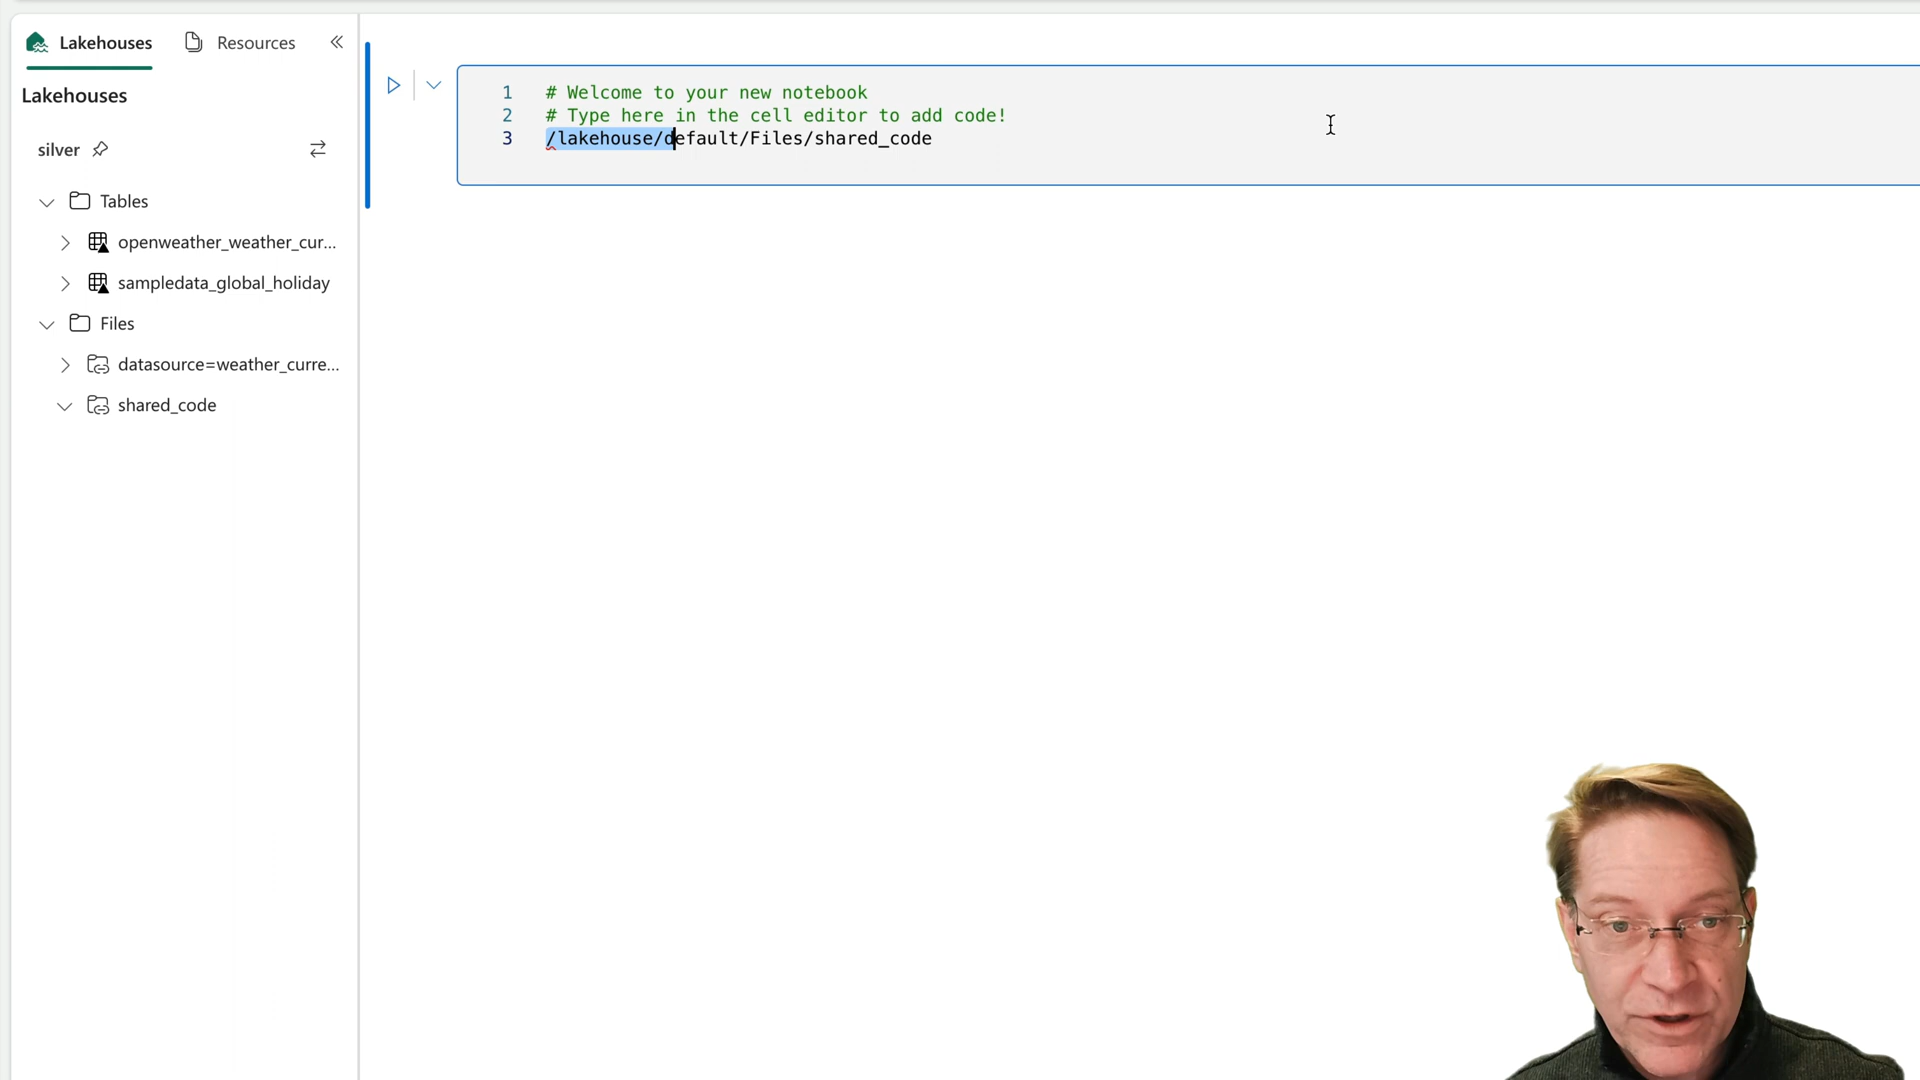 Lakehouses Resources
Lakehouses
silver
Tables
openweather_weather_cur...
sampledata_global_holiday
Files
datasource=weather_curre...
shared_code
1 # Welcome to your new notebook
2 # Type here in the cell editor to add code!
3 /lakehouse/default/Files/shared_code